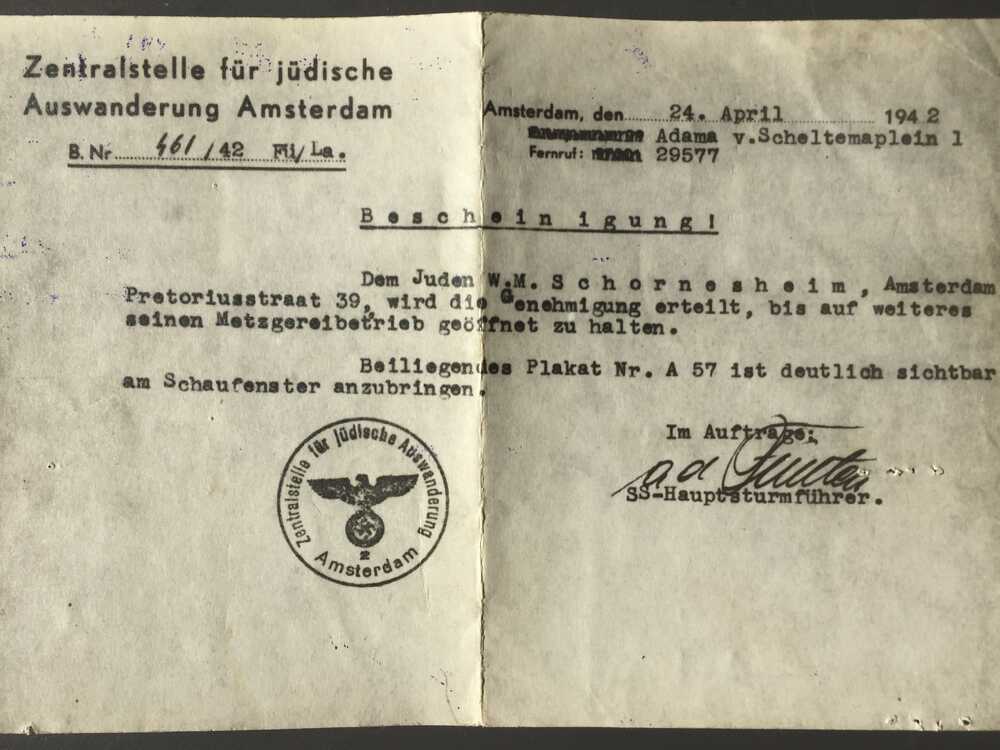 Zentralstelle für jüdische
Auswanderung Amsterdam
B. Nr. 461/42 Fü/La.
Amsterdam, den 24. April 1942
Adama v.Scheltemaplein 1
Fernruf: 29577
Bescheinigung!
Dem Juden W.M. Schornesheim, Amsterdam
Pretoriusstraat 39, wird die Genehmigung erteilt, bis auf weiteres
seinen Metzgereibetrieb geöffnet zu halten.
Beiliegendes Plakat Nr. A 57 ist deutlich sichtbar
am Schaufenster anzubringen.
Im Auftrage:
SS-Hauptsturmführer.
Zentralstelle für jüdische Auswanderung
2
Amsterdam